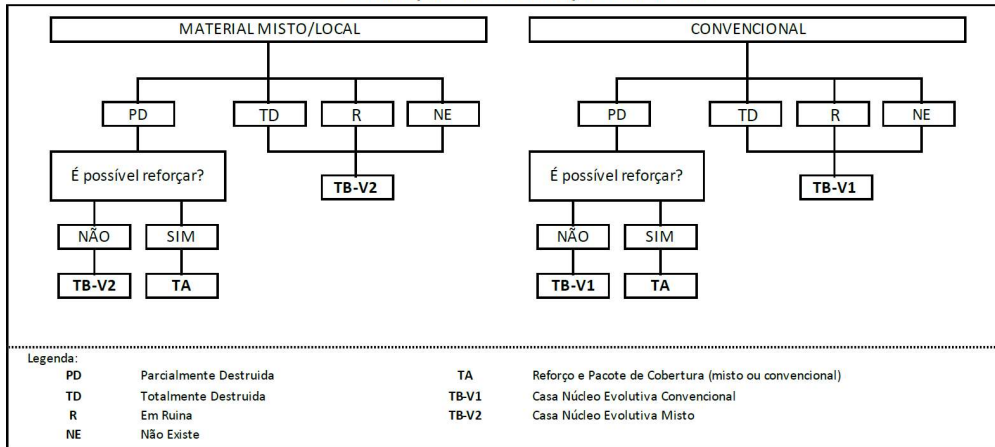 MATERIAL MISTO/LOCAL
PD TD R NE
É possível reforçar?
TB-V2
NÃO SIM
TB-V2 TA
CONVENCIONAL
PD TD R NE
É possível reforçar?
TB-V1
NÃO SIM
TB-V1 TA
Legenda:
PD Parcialmente Destruida TA Reforço e Pacote de Cobertura (misto ou convencional)
TD Totalmente Destruida TB-V1 Casa Núcleo Evolutiva Convencional
R Em Ruina TB-V2 Casa Núcleo Evolutiva Misto
NE Não Existe